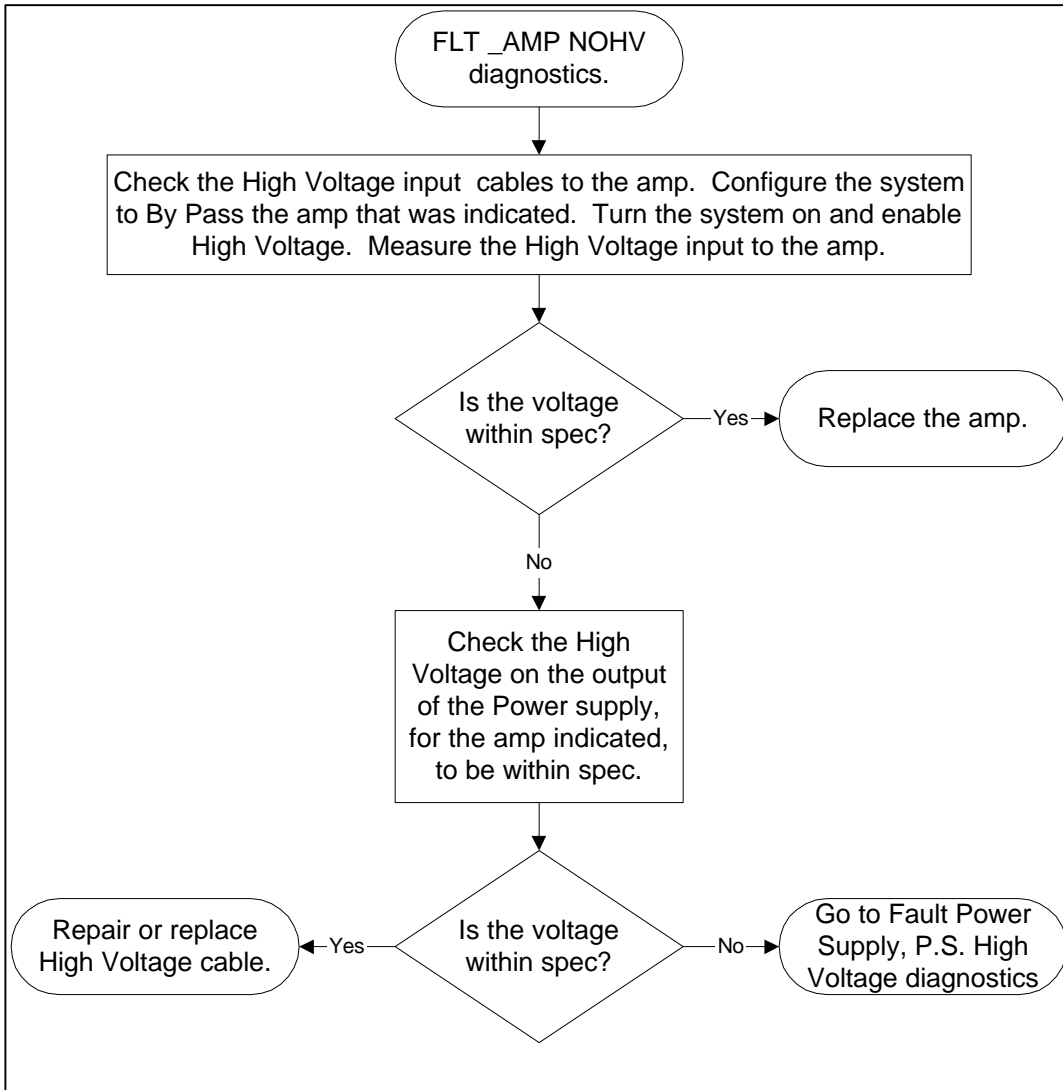 FLT _AMP NOHV
diagnostics.
Check the High Voltage input  cables to the amp.  Configure the system
to By Pass the amp that was indicated.  Turn the system on and enable
High Voltage.  Measure the High Voltage input to the amp.
Is the voltage
within spec?
Yes
Replace the amp.
No
Check the High
Voltage on the output
of the Power supply,
for the amp indicated,
to be within spec.
Repair or replace
High Voltage cable.
Yes
Is the voltage
within spec?
No
Go to Fault Power
Supply, P.S. High
Voltage diagnostics